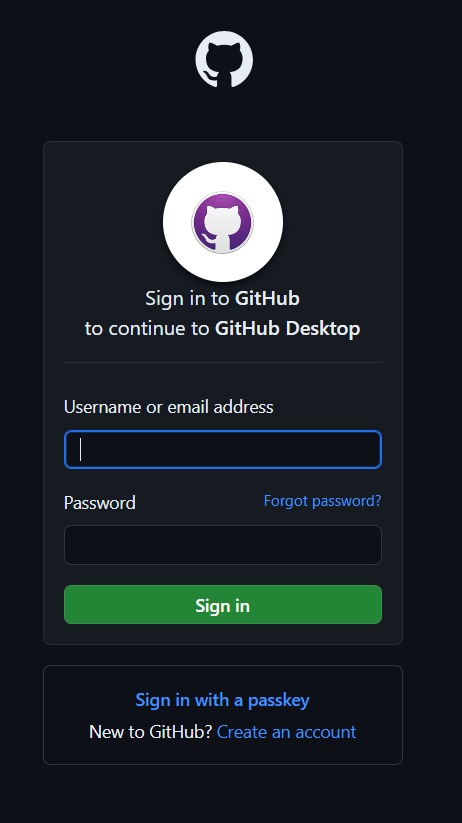 Sign in to GitHub
to continue to GitHub Desktop
Username or email address
Password
Forgot password?
Sign in
Sign in with a passkey
New to GitHub? Create an account